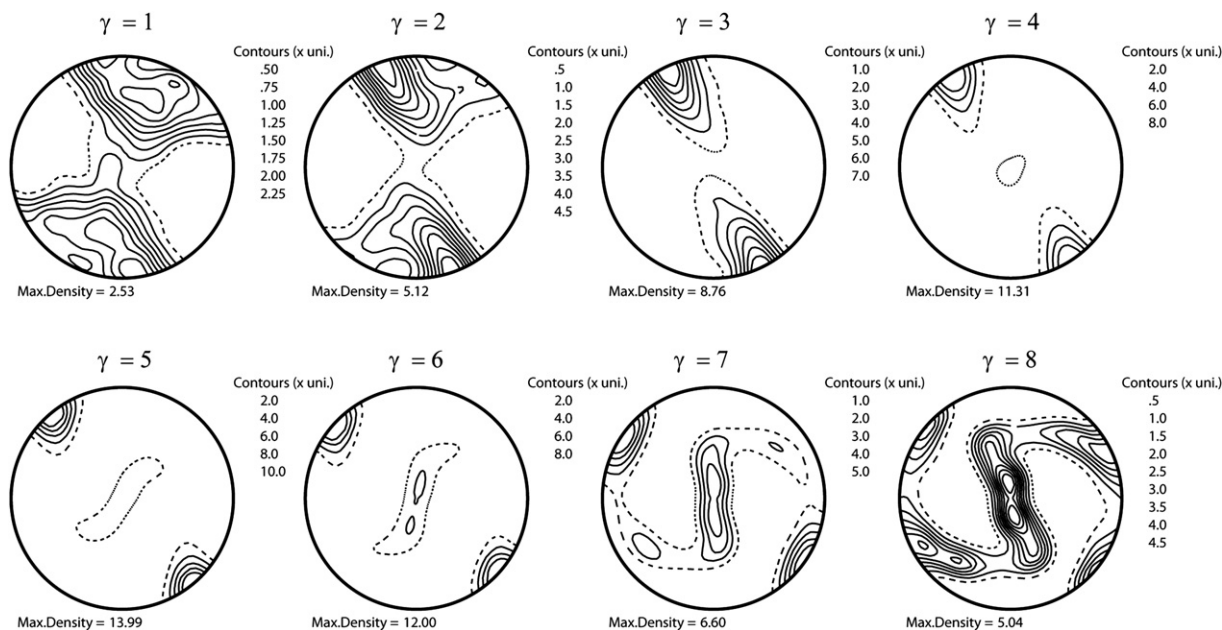 γ = 1
Contours (x uni.)
.50
.75
1.00
1.25
1.50
1.75
2.00
2.25
Max.Density = 2.53
γ = 2
Contours (x uni.)
.5
1.0
1.5
2.0
2.5
3.0
3.5
4.0
4.5
Max.Density = 5.12
γ = 3
Contours (x uni.)
1.0
2.0
3.0
4.0
5.0
6.0
7.0
Max.Density = 8.76
γ = 4
Contours (x uni.)
2.0
4.0
6.0
8.0
Max.Density = 11.31
γ = 5
Contours (x uni.)
2.0
4.0
6.0
8.0
10.0
Max.Density = 13.99
γ = 6
Contours (x uni.)
2.0
4.0
6.0
8.0
Max.Density = 12.00
γ = 7
Contours (x uni.)
1.0
2.0
3.0
4.0
5.0
Max.Density = 6.60
γ = 8
Contours (x uni.)
.5
1.0
1.5
2.0
2.5
3.0
3.5
4.0
4.5
Max.Density = 5.04